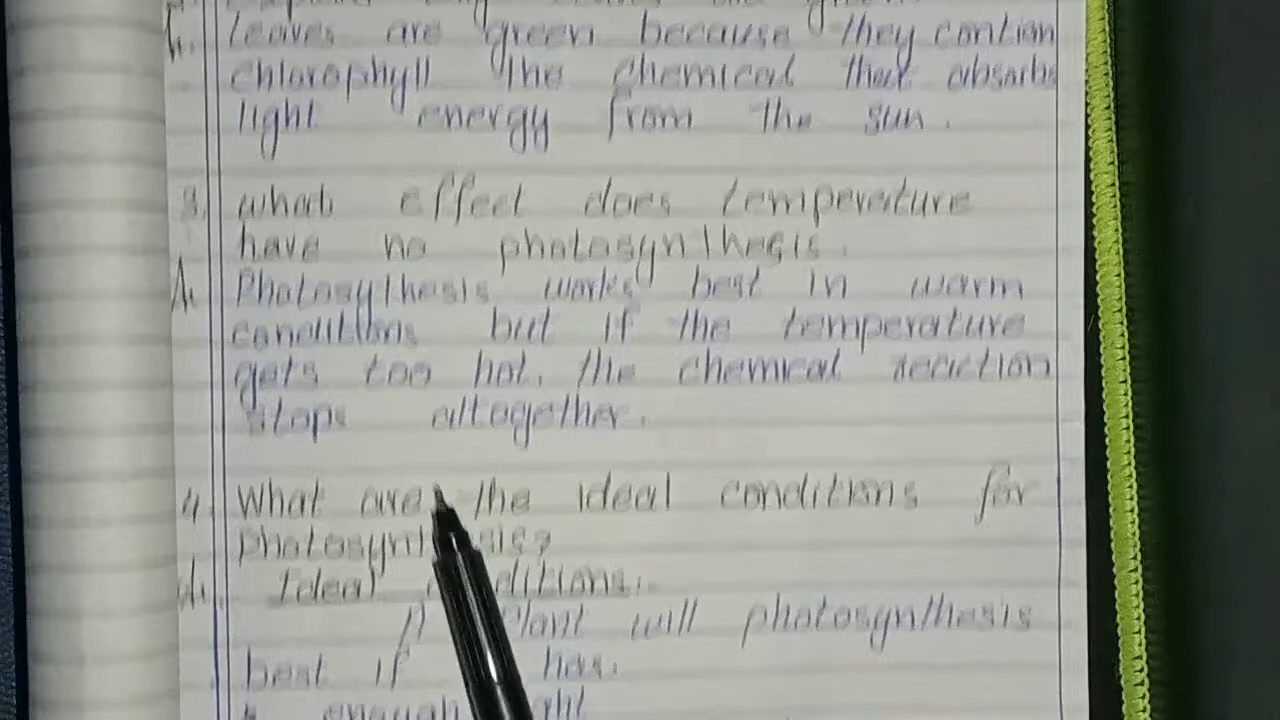 A. leaves are green because they contian
chlorophyll the chemical that absorbs
light energy from the sun.
3. what effect does temperature
have no photosynthesis.
A. Photosythesis works best in warm
conditions but if the temperature
gets too hot, the chemical reaction
stops altogether.
4. What are the ideal conditions for
photosynthesis?
A. Ideal
plant will photosynthesis
best if has.
enough